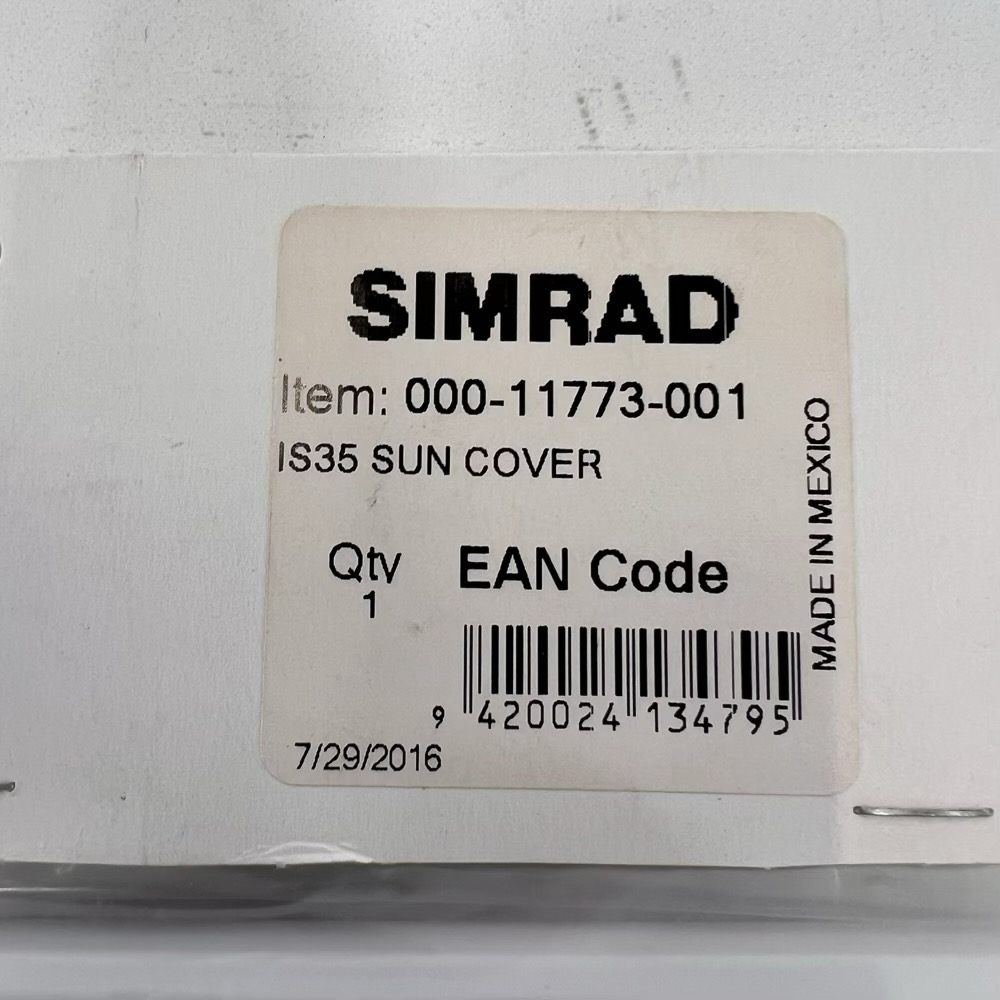 SIMRAD
Item: 000-11773-001
IS35 SUN COVER
Qty EAN Code
1
9 420024 134795
7/29/2016
MADE IN MEXICO